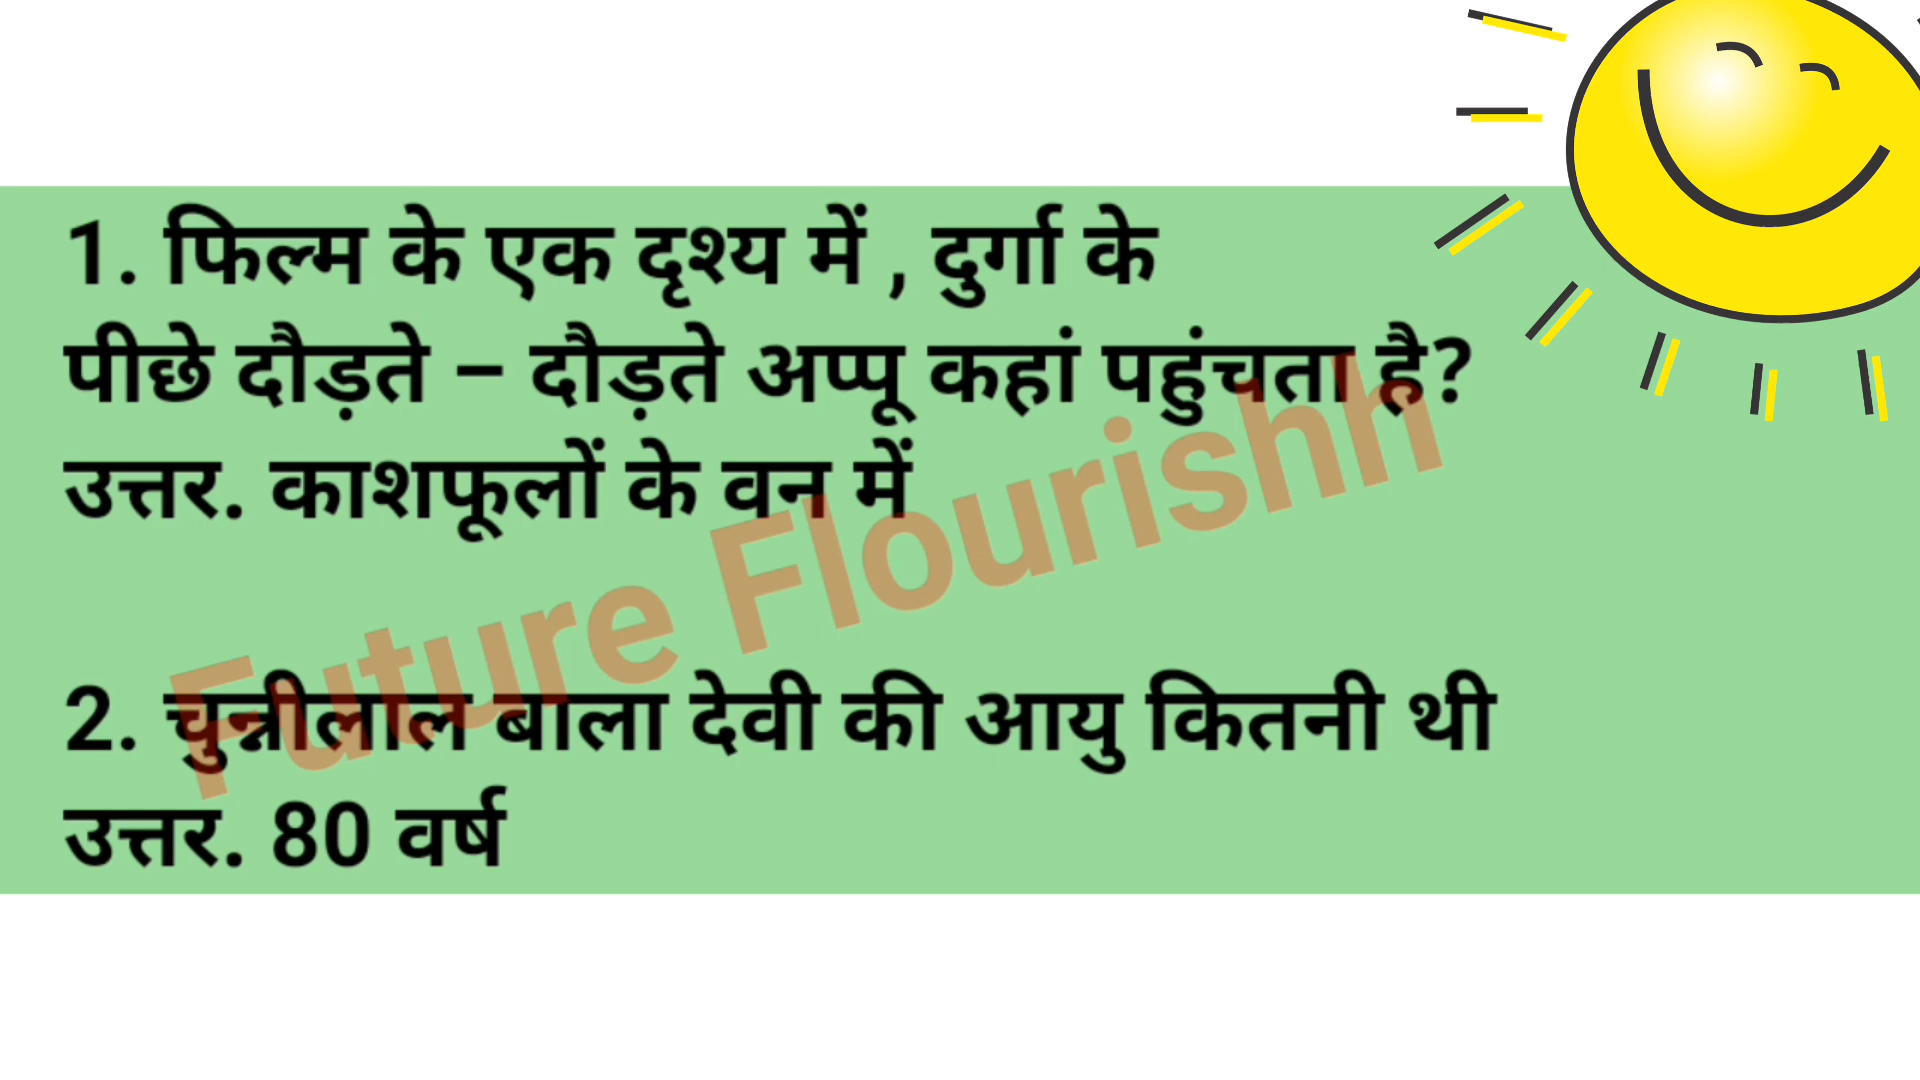 1. फिल्म के एक दृश्य में , दुर्गा के
पीछे दौड़ते – दौड़ते अप्पू कहां पहुंचता है?
उत्तर. काशफूलों के वन में
Future Flourishh
2. चुन्नीलाल बाला देवी की आयु कितनी थी
उत्तर. 80 वर्ष